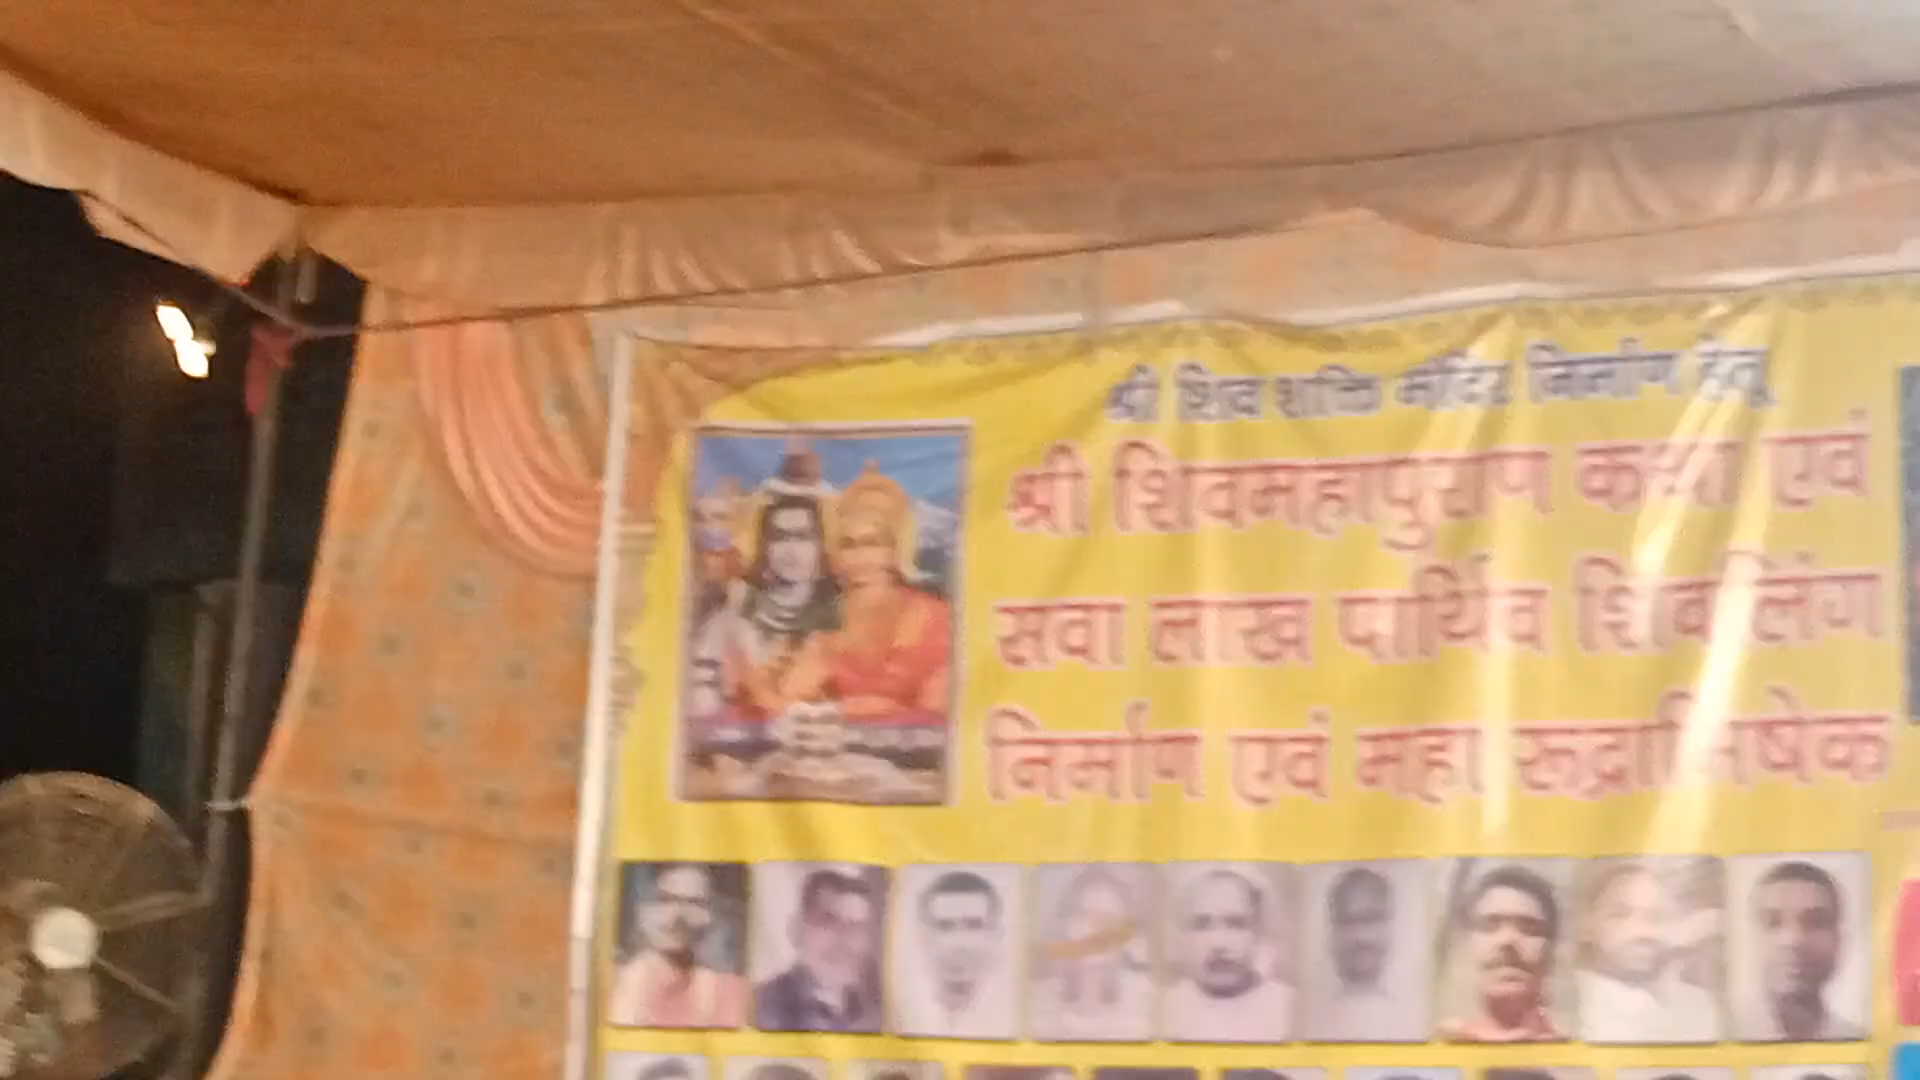 श्री शिव शक्ति मंदिर निर्माण हेतू
श्री शिवमहापुराण कथा एवं
सवा लाख पार्थिव शिव लिंग
निर्माण एवं महा रूद्राभिषेक